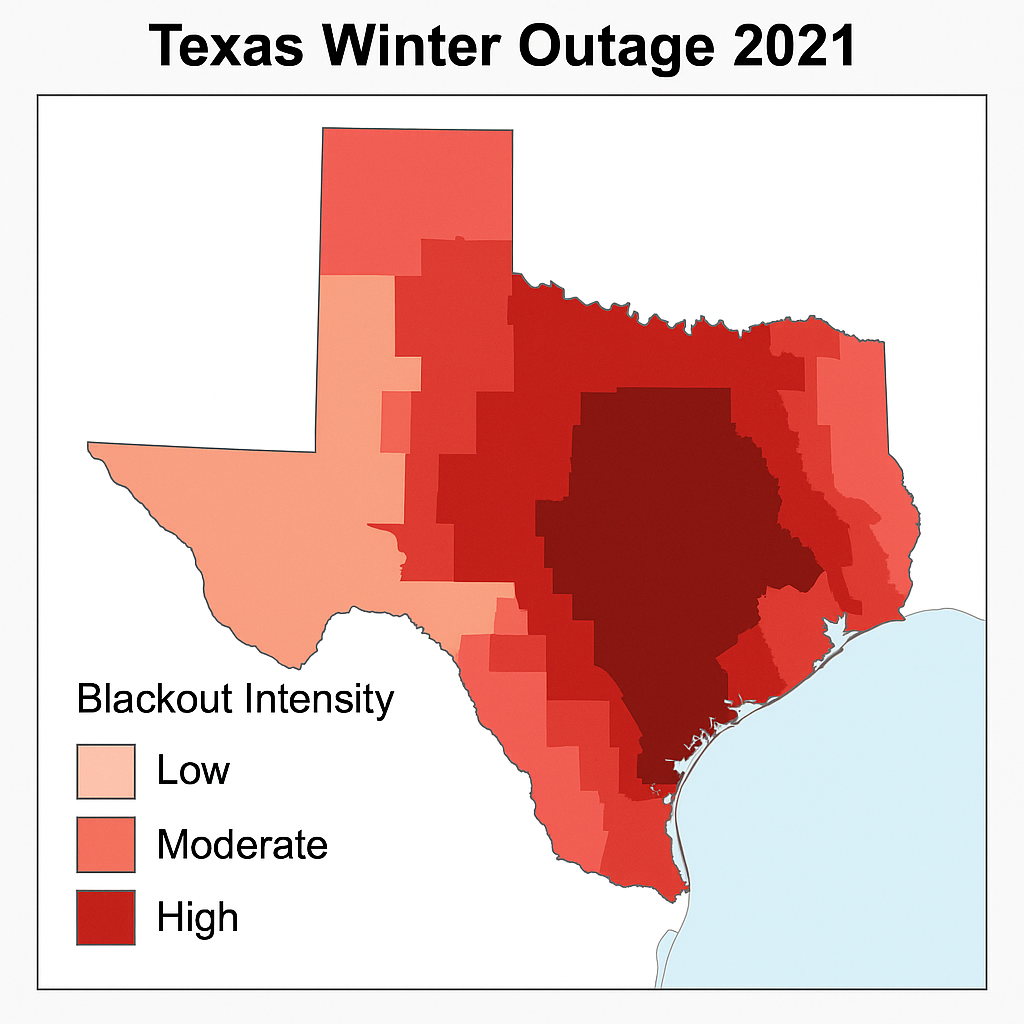 Texas Winter Outage 2021
Blackout Intensity
Low
Moderate
High